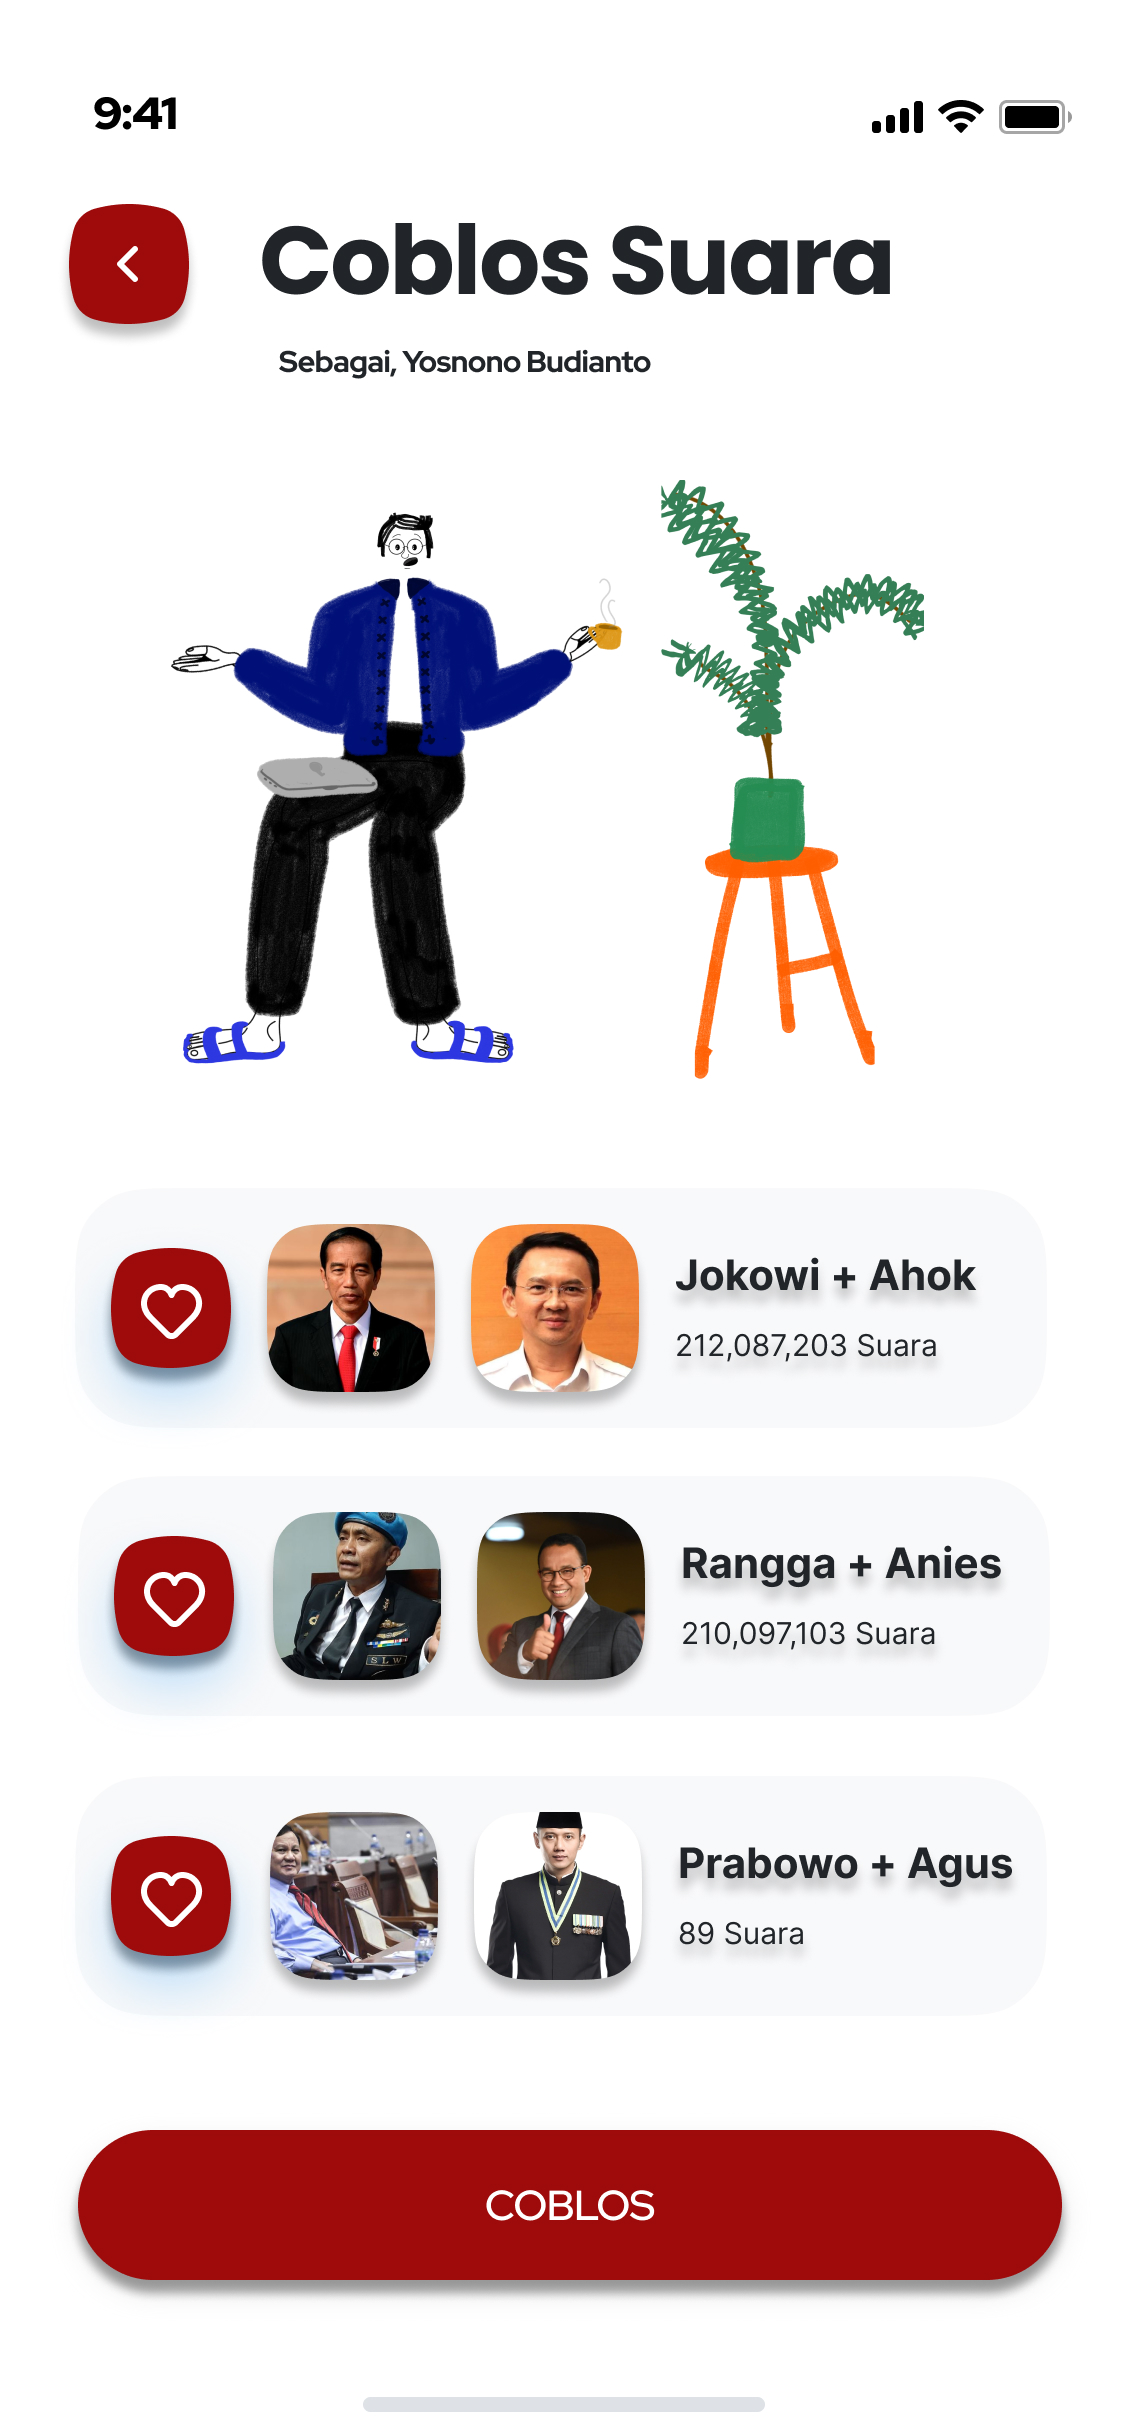 9:41
Coblos Suara
Sebagai, Yosnono Budianto
Jokowi + Ahok
212,087,203 Suara
Rangga + Anies
210,097,103 Suara
SLW
Prabowo + Agus
89 Suara
COBLOS